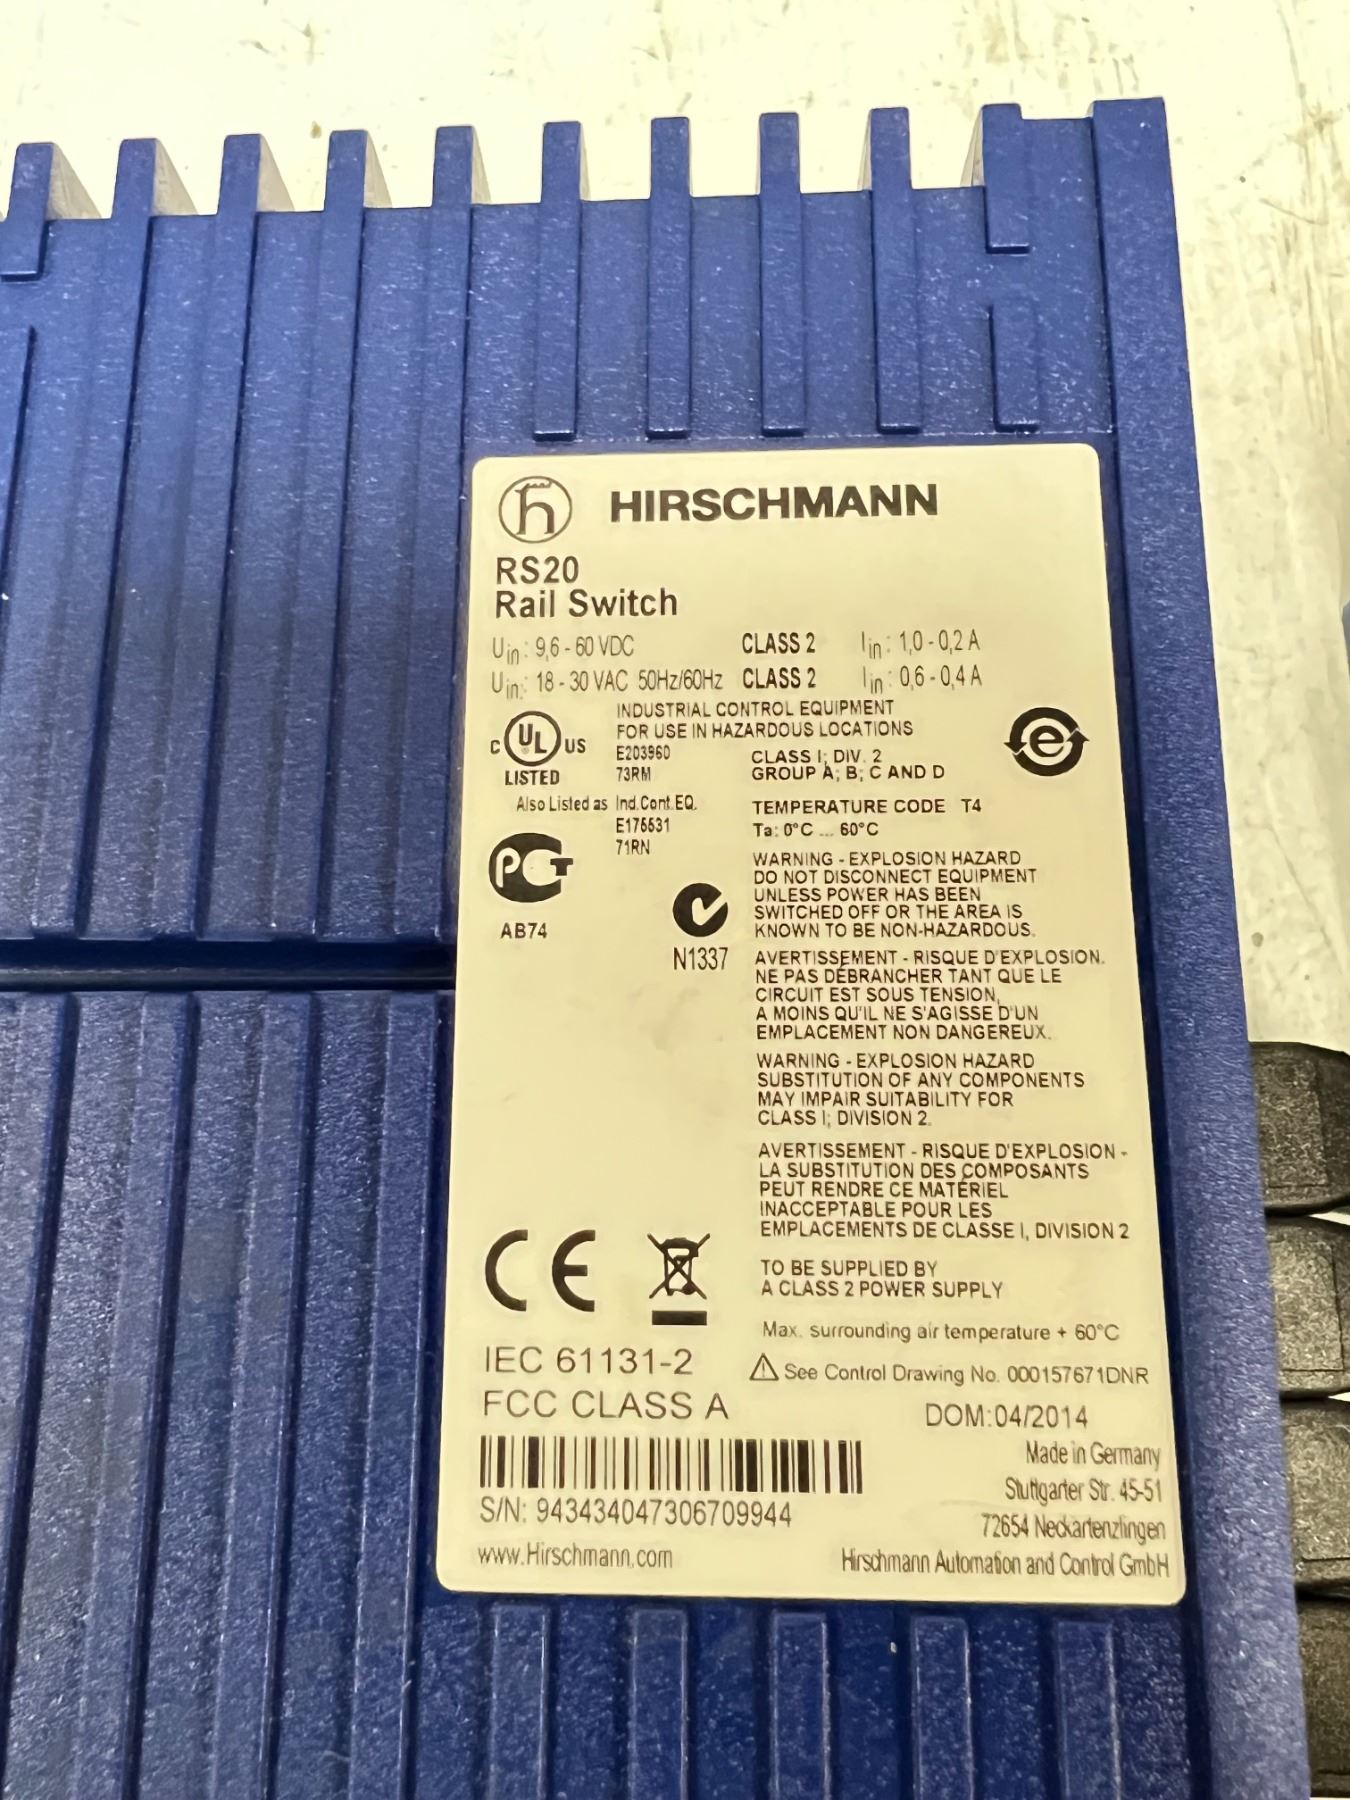 HIRSCHMANN
RS20
Rail Switch
Uin: 9,6 - 60 VDC CLASS 2 Iin: 1,0 - 0,2 A
Uin: 18 - 30 VAC 50Hz/60Hz CLASS 2 Iin: 0,6 - 0,4 A
INDUSTRIAL CONTROL EQUIPMENT
FOR USE IN HAZARDOUS LOCATIONS
C UL US
LISTED
E203960
73RM
CLASS I; DIV. 2
GROUP A; B; C AND D
e
Also Listed as Ind.Cont.EQ.
E175531
71RN
TEMPERATURE CODE T4
Ta: 0°C ... 60°C
PCT
AB74
N1337
WARNING - EXPLOSION HAZARD
DO NOT DISCONNECT EQUIPMENT
UNLESS POWER HAS BEEN
SWITCHED OFF OR THE AREA IS
KNOWN TO BE NON-HAZARDOUS.
AVERTISSEMENT - RISQUE D'EXPLOSION.
NE PAS DÉBRANCHER TANT QUE LE
CIRCUIT EST SOUS TENSION,
A MOINS QU'IL NE S'AGISSE D'UN
EMPLACEMENT NON DANGEREUX.
WARNING - EXPLOSION HAZARD
SUBSTITUTION OF ANY COMPONENTS
MAY IMPAIR SUITABILITY FOR
CLASS I; DIVISION 2.
AVERTISSEMENT - RISQUE D'EXPLOSION -
LA SUBSTITUTION DES COMPOSANTS
PEUT RENDRE CE MATÉRIEL
INACCEPTABLE POUR LES
EMPLACEMENTS DE CLASSE I, DIVISION 2
TO BE SUPPLIED BY
A CLASS 2 POWER SUPPLY
Max. surrounding air temperature + 60°C
See Control Drawing No. 000157671DNR
CE
IEC 61131-2
FCC CLASS A
DOM:04/2014
Made in Germany
Stuttgarter Str. 45-51
72654 Neckartenzlingen
Hirschmann Automation and Control GmbH
S/N: 943434047306709944
www.Hirschmann.com